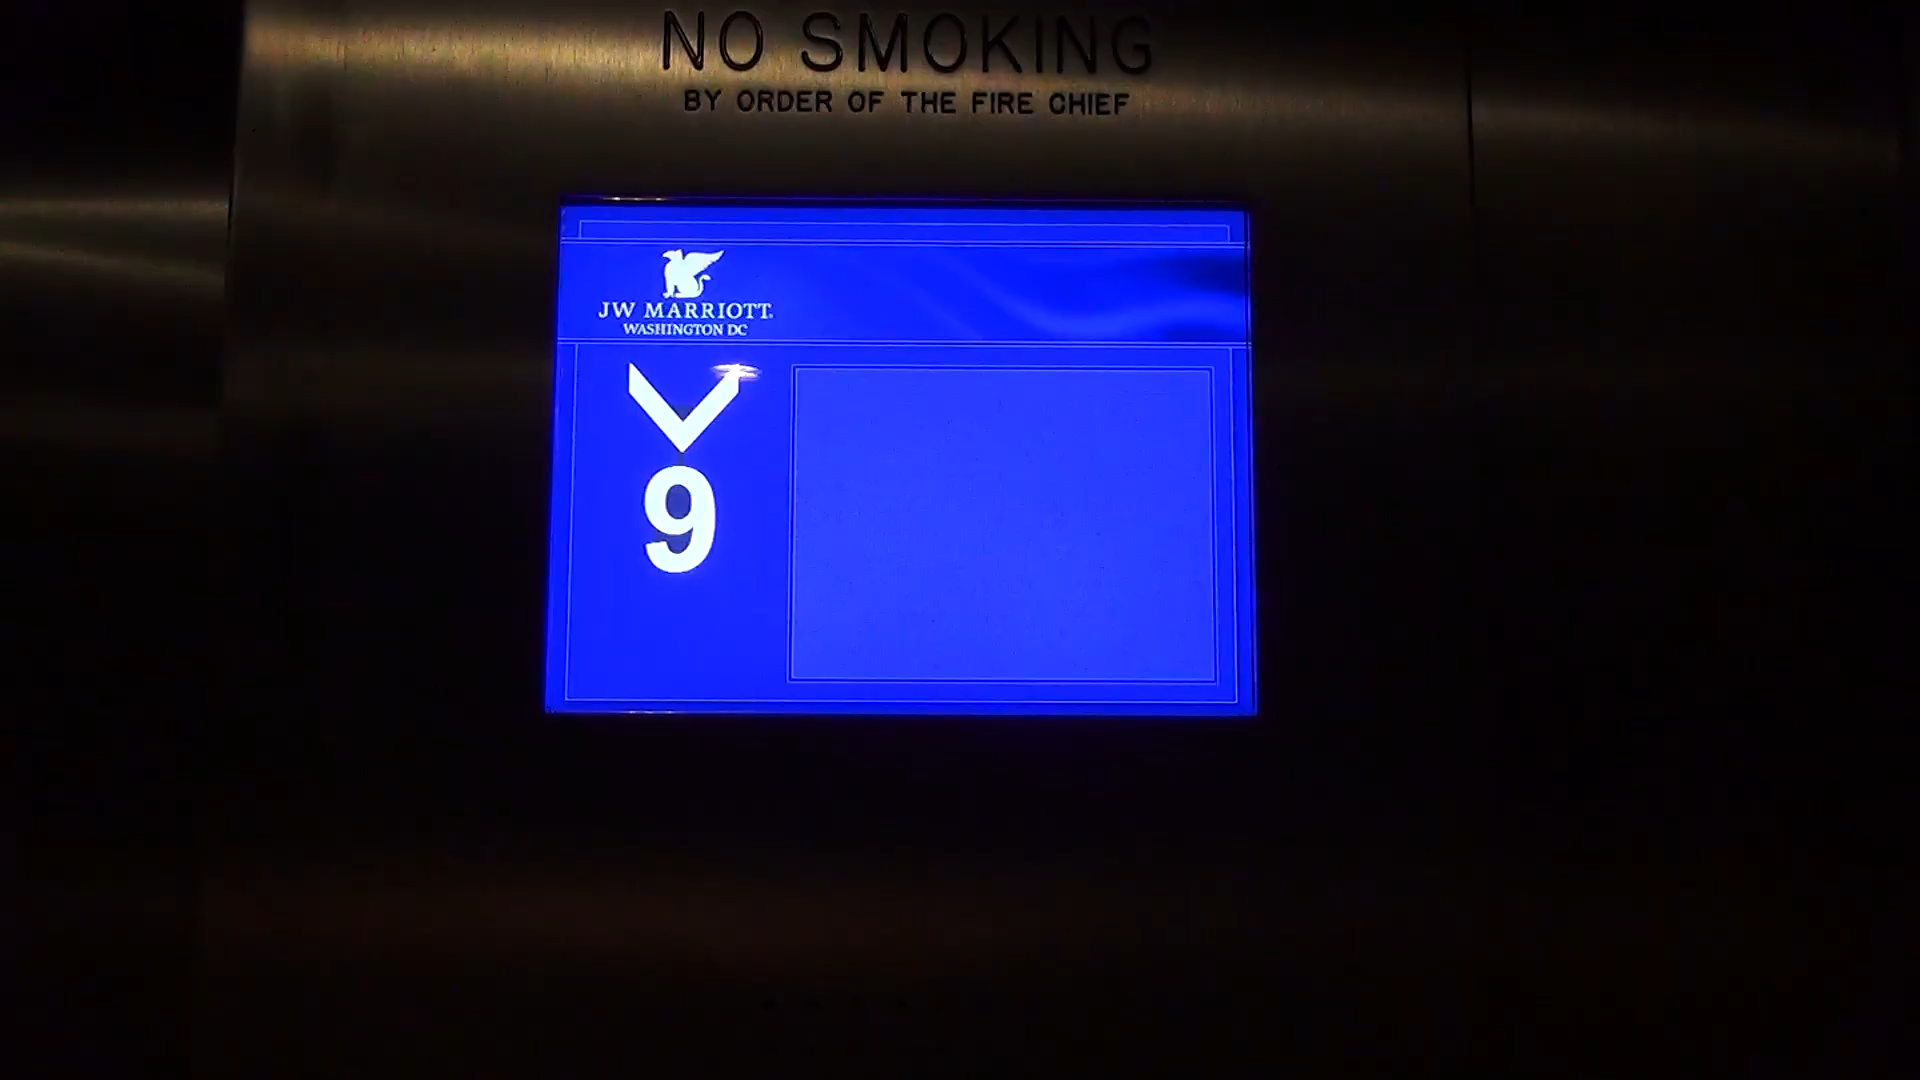 NO SMOKING
BY ORDER OF THE FIRE CHIEF
JW MARRIOTT
WASHINGTON DC
9